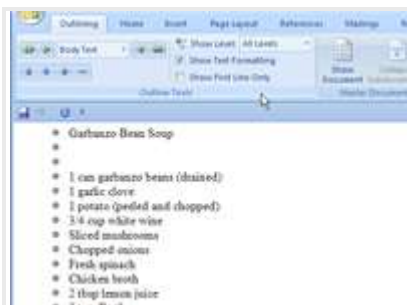 Outlining Home Insert Page Layout References Mailings
Body Text
Show Level: All Levels
Show Text Formatting
Show First Line Only
Show Document
Outline Tools
Master Document
Garbanzo Bean Soup
1 can garbanzo beans (drained)
1 garlic clove
1 potato (peeled and chopped)
3/4 cup white wine
Sliced mushrooms
Chopped onions
Fresh spinach
Chicken broth
2 tbsp lemon juice